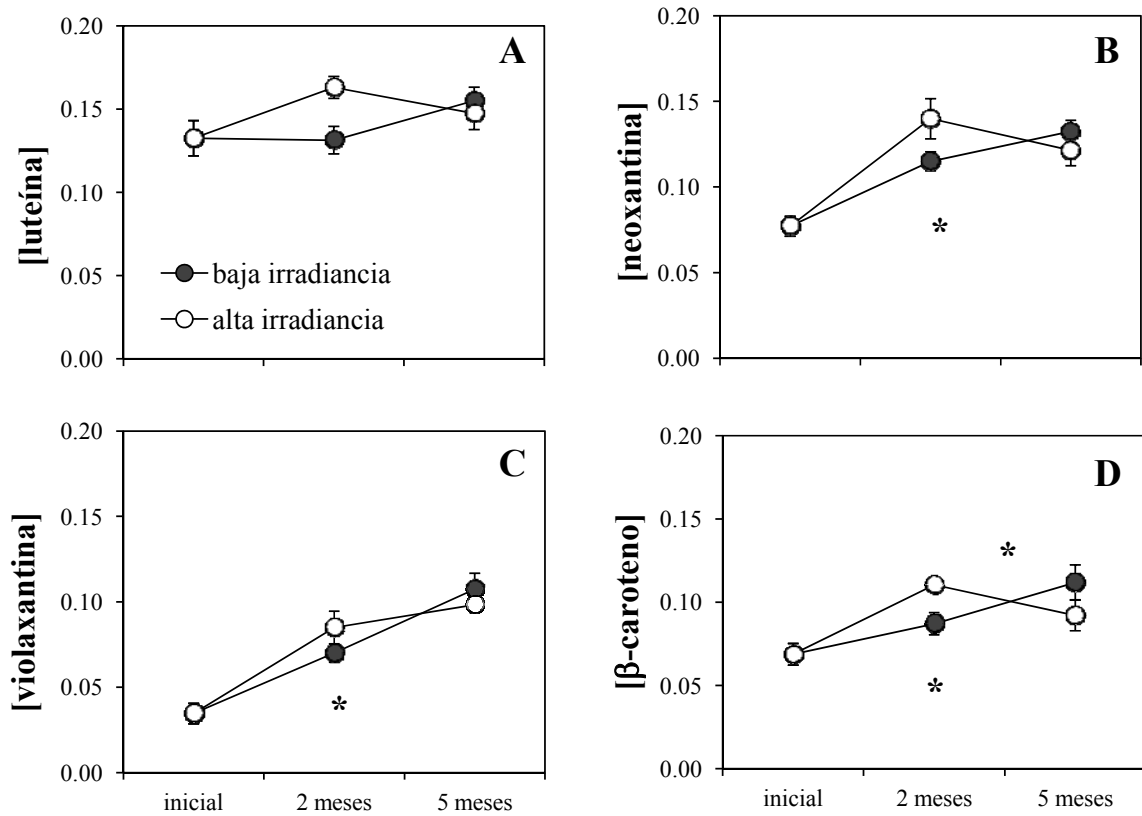 A
[luteína]
0.20
0.15
0.10
0.05
0.00
baja irradiancia
alta irradiancia
B
[neoxantina]
0.20
0.15
0.10
0.05
0.00
*
C
[violaxantina]
0.20
0.15
0.10
0.05
0.00
*
inicial 2 meses 5 meses
D
[β-caroteno]
0.20
0.15
0.10
0.05
0.00
*
*
inicial 2 meses 5 meses